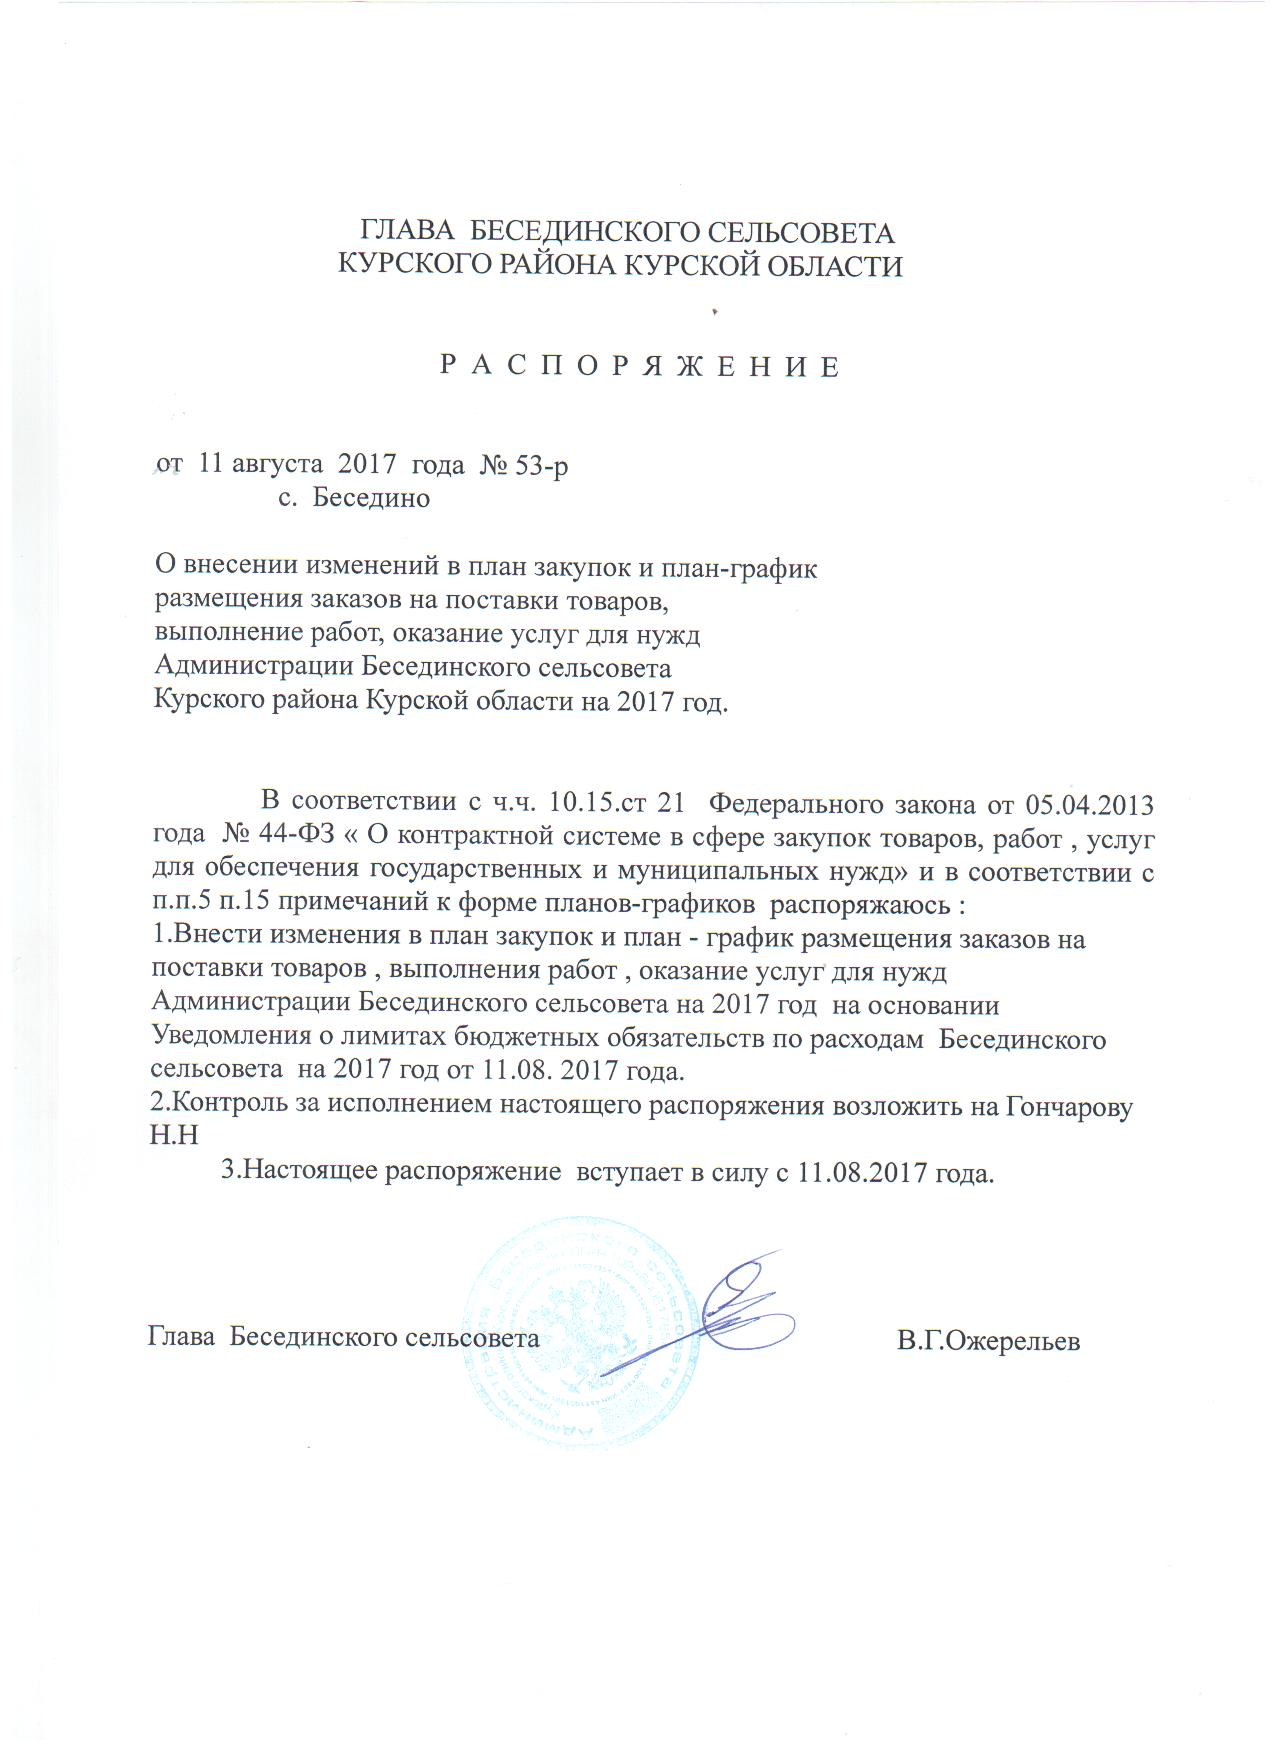 ГЛАВА БЕСЕДИНСКОГО СЕЛЬСОВЕТА
КУРСКОГО РАЙОНА КУРСКОЙ ОБЛАСТИ
Р А С П О Р Я Ж Е Н И Е
от 11 августа 2017 года № 53-р
с. Беседино
О внесении изменений в план закупок и план-график
размещения заказов на поставки товаров,
выполнение работ, оказание услуг для нужд
Администрации Бесединского сельсовета
Курского района Курской области на 2017 год.
В соответствии с ч.ч. 10.15.ст 21 Федерального закона от 05.04.2013
года № 44-ФЗ « О контрактной системе в сфере закупок товаров, работ , услуг
для обеспечения государственных и муниципальных нужд» и в соответствии с
п.п.5 п.15 примечаний к форме планов-графиков распоряжаюсь :
1.Внести изменения в план закупок и план - график размещения заказов на
поставки товаров , выполнения работ , оказание услуг для нужд
Администрации Бесединского сельсовета на 2017 год на основании
Уведомления о лимитах бюджетных обязательств по расходам Бесединского
сельсовета на 2017 год от 11.08. 2017 года.
2.Контроль за исполнением настоящего распоряжения возложить на Гончарову
Н.Н
3.Настоящее распоряжение вступает в силу с 11.08.2017 года.
Глава Бесединского сельсовета В.Г.Ожерельев
Администрация сельсовета